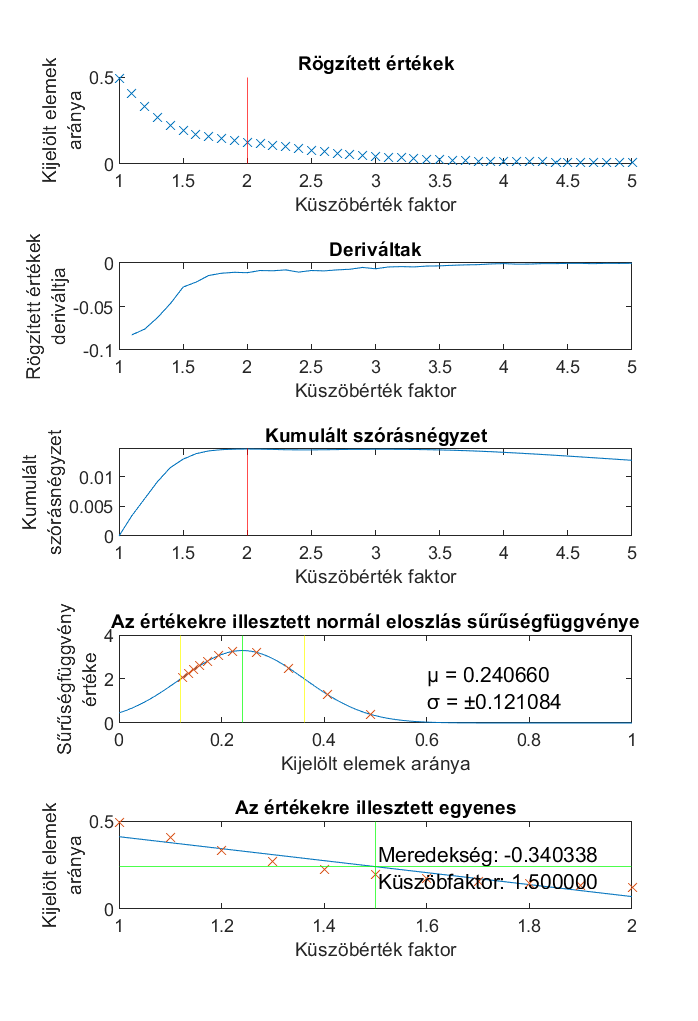 Rögzített értékek
Kijelölt elemek
aránya
0.5
0
1 1.5 2 2.5 3 3.5 4 4.5 5
Küszöbérték faktor
Deriváltak
Rögzített értékek
deriváltja
0
-0.05
-0.1
1 1.5 2 2.5 3 3.5 4 4.5 5
Küszöbérték faktor
Kumulált szórásnégyzet
Kumulált
szórásnégyzet
0.01
0.005
0
1 1.5 2 2.5 3 3.5 4 4.5 5
Küszöbérték faktor
Az értékekre illesztett normál eloszlás sűrűségfüggvénye
Sűrűségfüggvény
értéke
4
2
0
μ = 0.240660
σ = ±0.121084
0 0.2 0.4 0.6 0.8 1
Kijelölt elemek aránya
Az értékekre illesztett egyenes
Kijelölt elemek
aránya
0.5
0
Meredekség: -0.340338
Küszöbfaktor: 1.500000
1 1.2 1.4 1.6 1.8 2
Küszöbérték faktor